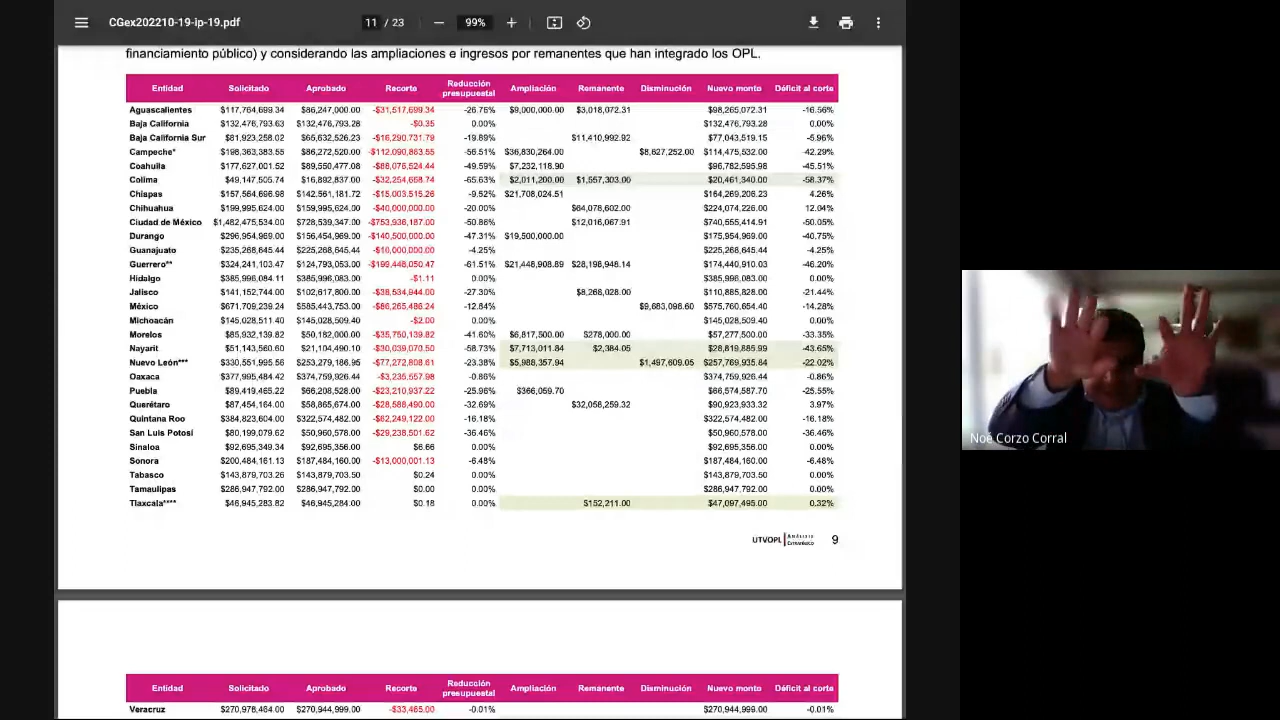 CGex202210-19-ip-19.pdf 11 / 23 99%
financiamiento público) y considerando las ampliaciones e ingresos por remanentes que han integrado los OPL.
Entidad Solicitado Aprobado Recorte Reducción presupuestal Ampliación Remanente Disminución Nuevo monto Déficit al corte
Aguascalientes $117,764,699.34 $86,247,000.00 -$31,517,699.34 -26.76% $9,000,000.00 $3,018,072.31 $98,265,072.31 -16.56%
Baja California $132,476,793.63 $132,476,793.28 -$0.35 0.00% $132,476,793.28 0.00%
Baja California Sur $81,923,258.02 $65,632,526.23 -$16,290,731.79 -19.89% $11,410,992.92 $77,043,519.15 -5.96%
Campeche* $198,363,383.55 $86,272,520.00 -$112,090,863.55 -56.51% $36,830,264.00 $8,627,252.00 $114,475,532.00 -42.29%
Coahuila $177,627,001.52 $89,550,477.08 -$88,076,524.44 -49.59% $7,232,118.90 $96,782,595.98 -45.51%
Colima $49,147,505.74 $16,892,837.00 -$32,254,668.74 -65.63% $2,011,200.00 $1,557,303.00 $20,461,340.00 -58.37%
Chispas $157,564,696.98 $142,561,181.72 -$15,003,515.26 -9.52% $21,708,024.51 $164,269,206.23 4.26%
Chihuahua $199,995,624.00 $159,995,624.00 -$40,000,000.00 -20.00% $64,078,602.00 $224,074,226.00 12.04%
Ciudad de México $1,482,475,534.00 $728,539,347.00 -$753,936,187.00 -50.86% $12,016,067.91 $740,555,414.91 -50.05%
Durango $296,954,969.00 $156,454,969.00 -$140,500,000.00 -47.31% $19,500,000.00 $175,954,969.00 -40.75%
Guanajuato $235,268,645.44 $225,268,645.44 -$10,000,000.00 -4.25% $225,268,645.44 -4.25%
Guerrero** $324,241,103.47 $124,793,053.00 -$199,448,050.47 -61.51% $21,448,908.89 $28,198,948.14 $174,440,910.03 -46.20%
Hidalgo $385,996,084.11 $385,996,083.00 -$1.11 0.00% $385,996,083.00 0.00%
Jalisco $141,152,744.00 $102,617,800.00 -$38,534,944.00 -27.30% $8,268,028.00 $110,885,828.00 -21.44%
México $671,709,239.24 $585,443,753.00 -$86,265,486.24 -12.84% $9,683,098.60 $575,760,654.40 -14.28%
Michoacán $145,028,511.40 $145,028,509.40 -$2.00 0.00% $145,028,509.40 0.00%
Morelos $85,932,139.82 $50,182,000.00 -$35,750,139.82 -41.60% $6,817,500.00 $278,000.00 $57,277,500.00 -33.35%
Nayarit $51,143,560.60 $21,104,490.10 -$30,039,070.50 -58.73% $7,713,011.84 $2,384.05 $28,819,885.99 -43.65%
Nuevo León*** $330,551,995.56 $253,279,186.95 -$77,272,808.61 -23.38% $5,988,357.94 $1,497,609.05 $257,769,935.84 -22.02%
Oaxaca $377,995,484.42 $374,759,926.44 -$3,235,557.98 -0.86% $374,759,926.44 -0.86%
Puebla $89,419,465.22 $66,208,528.00 -$23,210,937.22 -25.96% $366,059.70 $66,574,587.70 -25.55%
Querétaro $87,454,164.00 $58,865,674.00 -$28,588,490.00 -32.69% $32,058,259.32 $90,923,933.32 3.97%
Quintana Roo $384,823,604.00 $322,574,482.00 -$62,249,122.00 -16.18% $322,574,482.00 -16.18%
San Luis Potosí $80,199,079.62 $50,960,578.00 -$29,238,501.62 -36.46% $50,960,578.00 -36.46%
Sinaloa $92,695,349.34 $92,695,356.00 $6.66 0.00% $92,695,356.00 0.00%
Sonora $200,484,161.13 $187,484,160.00 -$13,000,001.13 -6.48% $187,484,160.00 -6.48%
Tabasco $143,879,703.26 $143,879,703.50 $0.24 0.00% $143,879,703.50 0.00%
Tamaulipas $286,947,792.00 $286,947,792.00 $0.00 0.00% $286,947,792.00 0.00%
Tlaxcala**** $46,945,283.82 $46,945,284.00 $0.18 0.00% $152,211.00 $47,097,495.00 0.32%
UTVOPL ANÁLISIS ESTRATÉGICO 9
Entidad Solicitado Aprobado Recorte Reducción presupuestal Ampliación Remanente Disminución Nuevo monto Déficit al corte
Veracruz $270,978,464.00 $270,944,999.00 -$33,465.00 -0.01% $270,944,999.00 -0.01%
Noé Corzo Corral